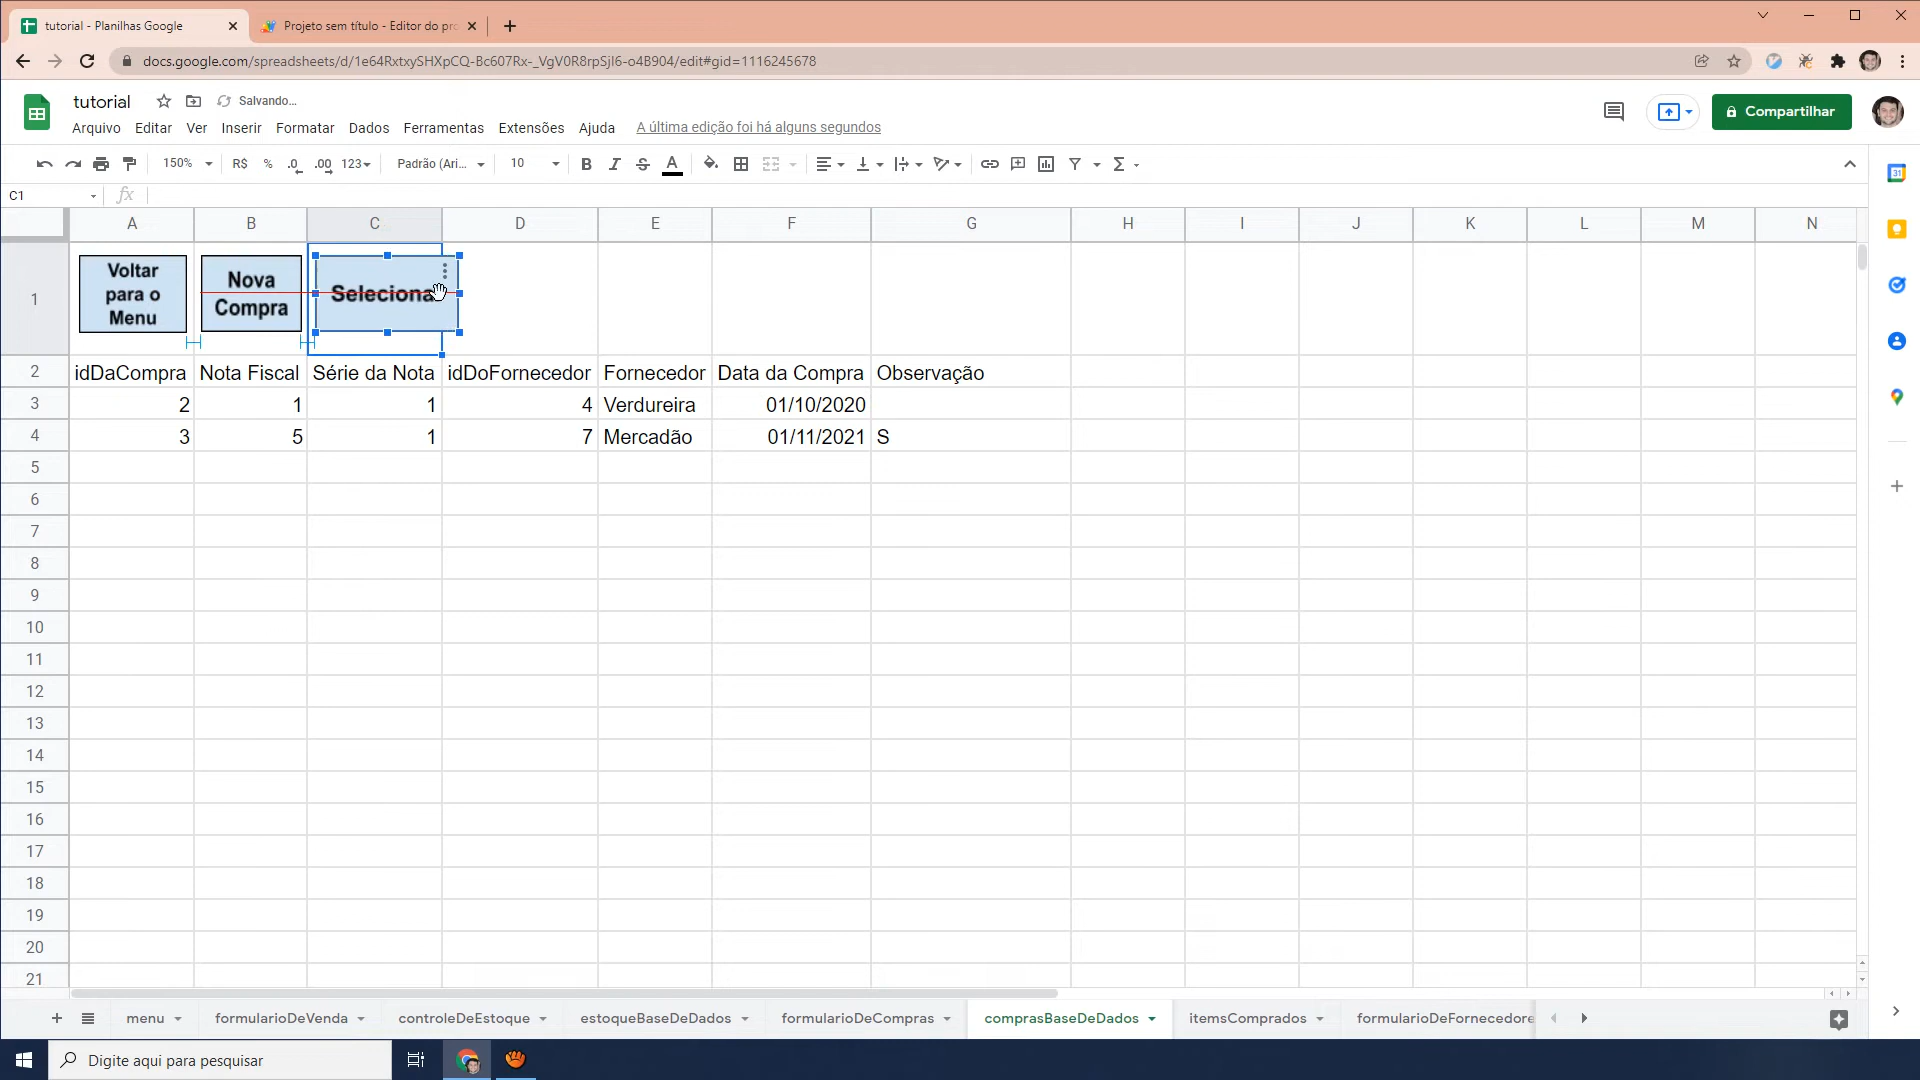 tutorial - Planilhas Google
Projeto sem título - Editor do pro
docs.google.com/spreadsheets/d/1e64RxtxySHXpCQ-Bc607Rx-_VgV0R8rpSjl6-o4B904/edit#gid=1116245678
tutorial
Salvando...
Arquivo Editar Ver Inserir Formatar Dados Ferramentas Extensões Ajuda A última edição foi há alguns segundos
Compartilhar
150% R$ % .0 .00 123 Padrão (Ari... 10 B I S A
31
C1 fx
A B C D E F G H I J K L M N
1
Voltar para o Menu
Nova Compra
Seleciona
2 idDaCompra Nota Fiscal Série da Nota idDoFornecedor Fornecedor Data da Compra Observação
3 2 1 1 4 Verdureira 01/10/2020
4 3 5 1 7 Mercadão 01/11/2021 S
5
6
7
8
9
10
11
12
13
14
15
16
17
18
19
20
21
menu formularioDeVenda controleDeEstoque estoqueBaseDeDados formularioDeCompras comprasBaseDeDados itemsComprados formularioDeFornecedore
Digite aqui para pesquisar